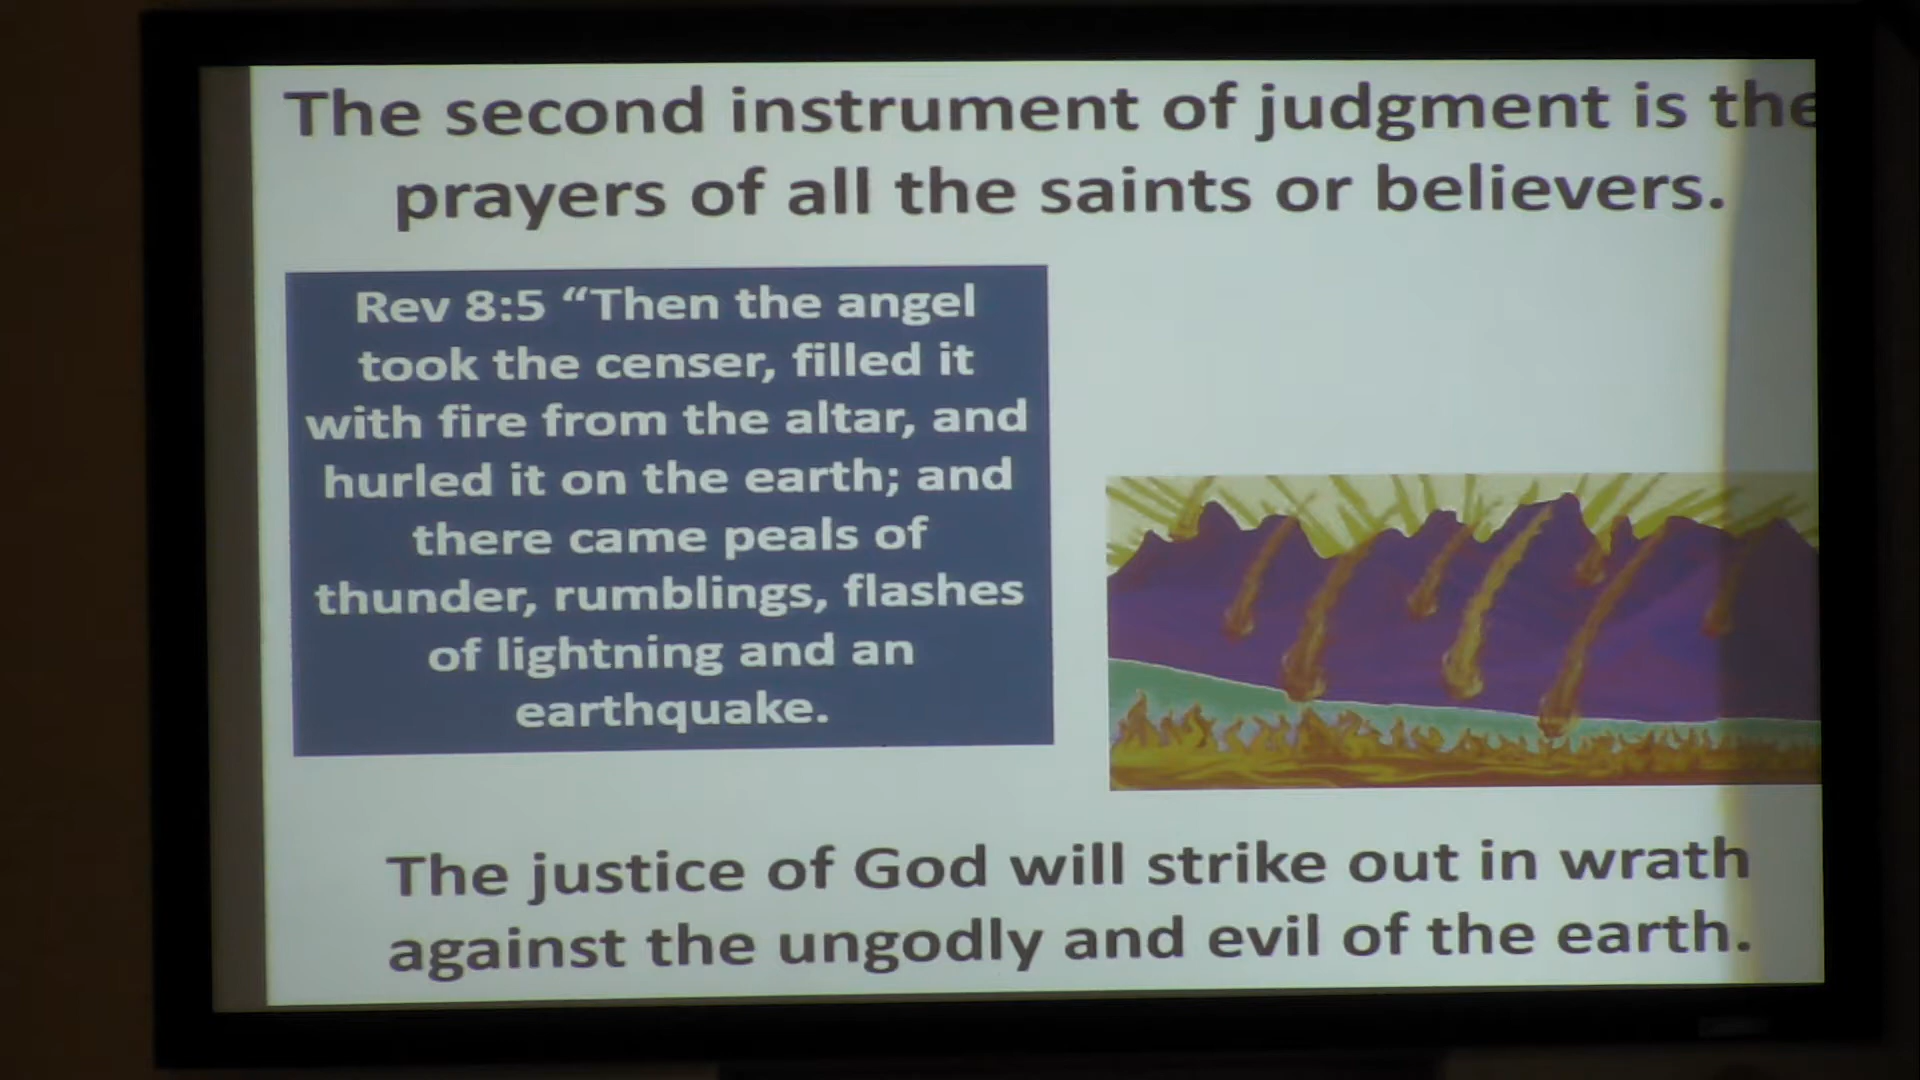 The second instrument of judgment is the
prayers of all the saints or believers.
Rev 8:5 “Then the angel
took the censer, filled it
with fire from the altar, and
hurled it on the earth; and
there came peals of
thunder, rumblings, flashes
of lightning and an
earthquake.
The justice of God will strike out in wrath
against the ungodly and evil of the earth.